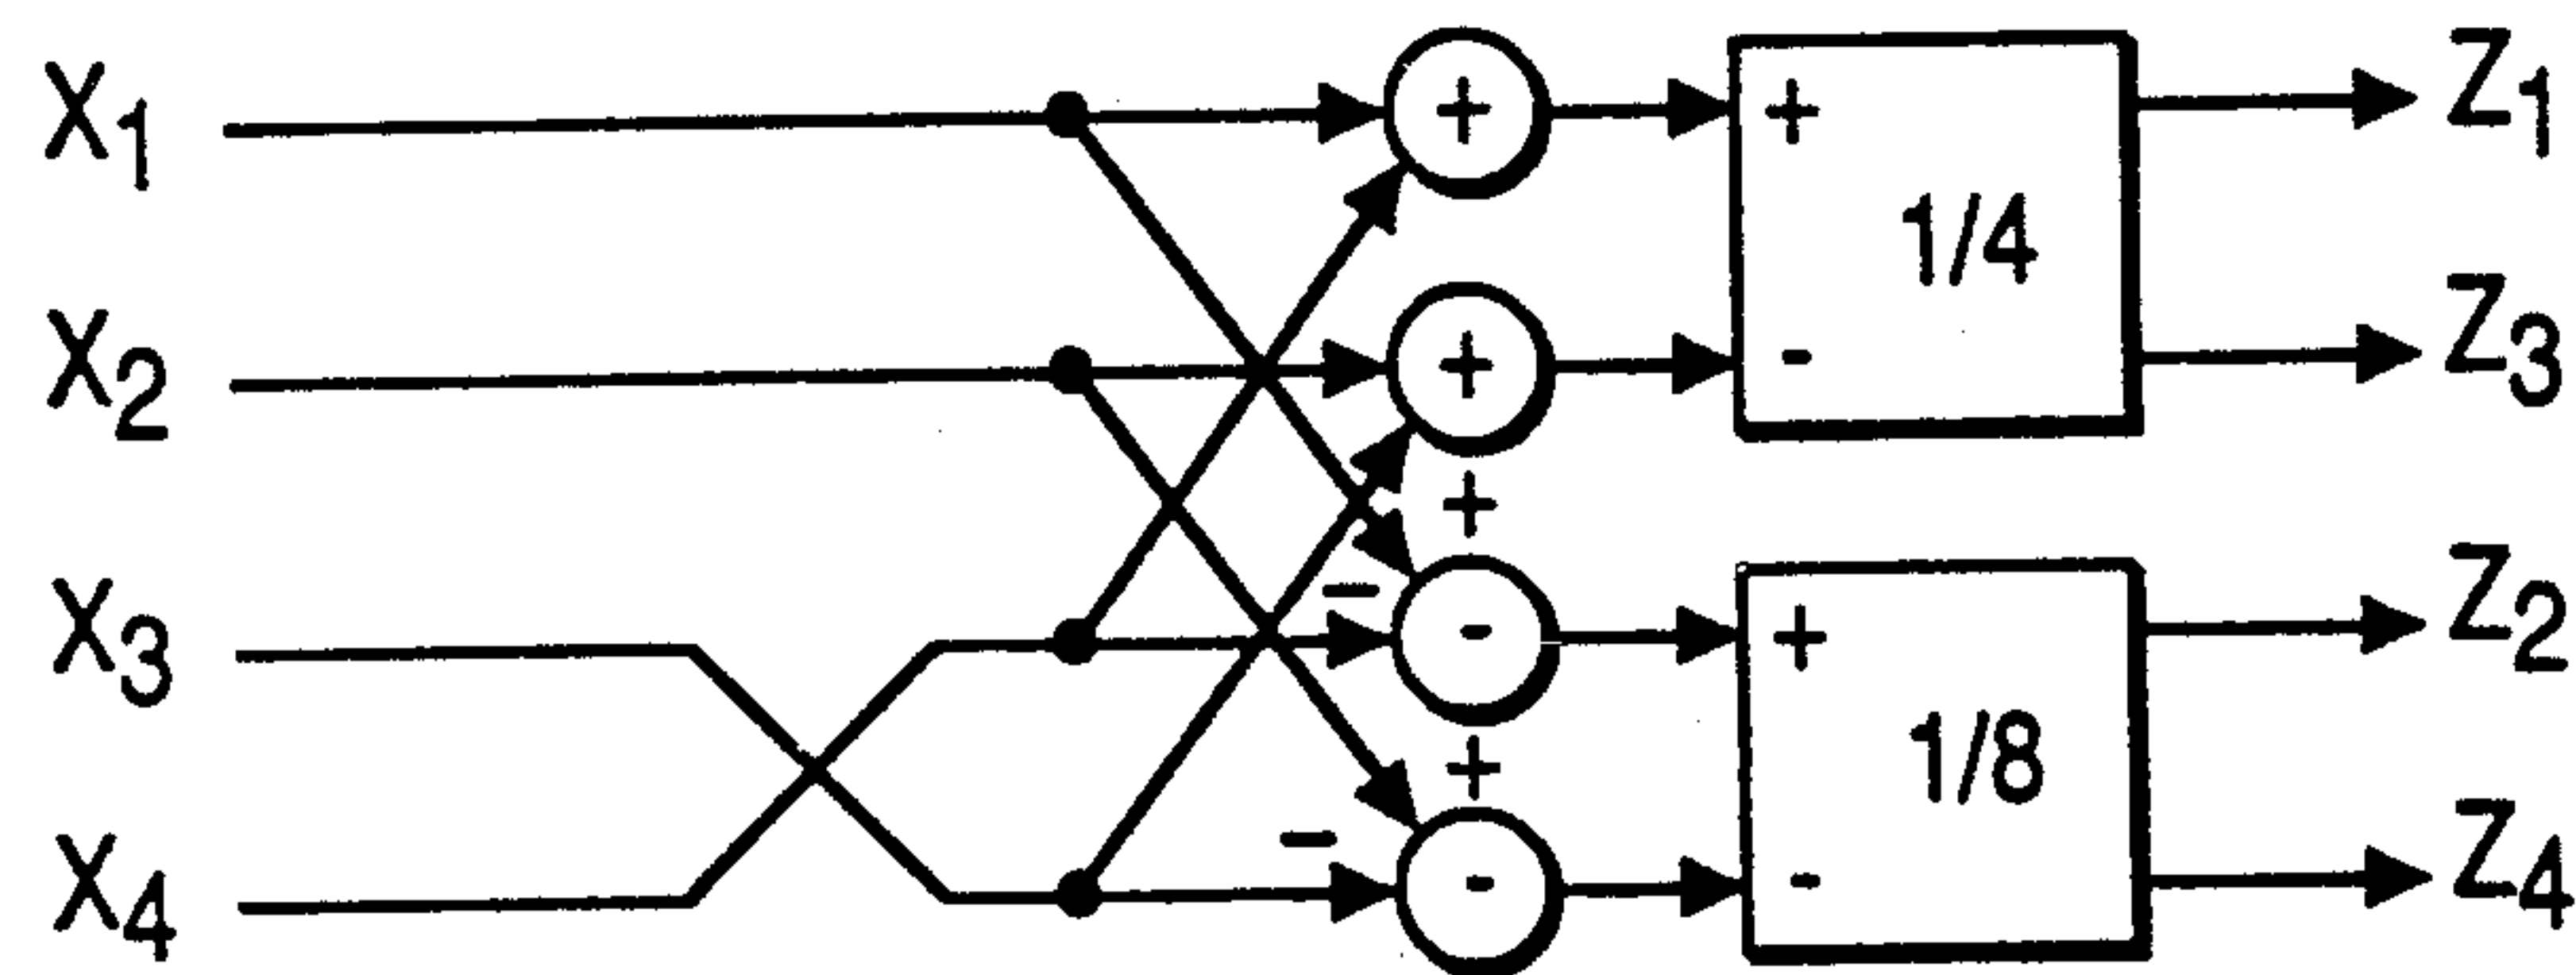 X1
+
+
1/4
-
Z1
X2
+
Z3
+
-
X3
-
+
1/8
-
Z2
+
-
X4
-
Z4